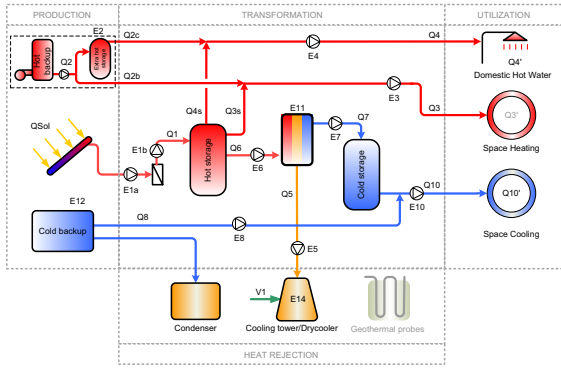 PRODUCTION
TRANSFORMATION
UTILIZATION
E2
Q2c
Q4
Hot
backup
Q2
Extra hot
storage
E4
Q4'
Domestic Hot Water
Q2b
E3
Q3
Q3'
Space Heating
QSol
Q4s
Q3s
E11
Q7
Q1
E1b
E7
Hot storage
Q6
E6
Cold storage
E1a
Q5
Q10
Q10'
E10
Space Cooling
E12
Cold backup
Q8
E8
E5
V1
E14
Condenser
Cooling tower/Drycooler
Geothermal probes
HEAT REJECTION